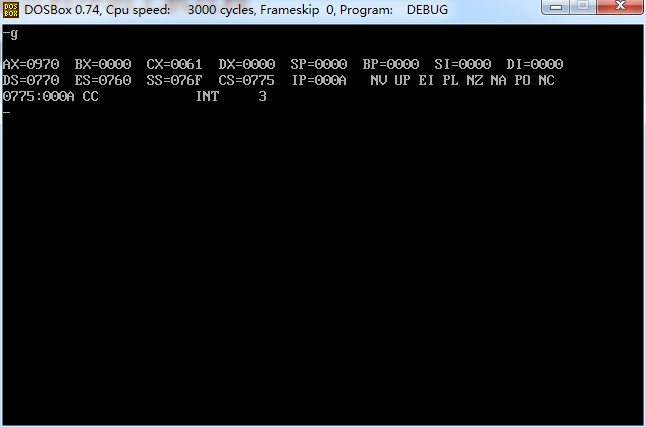 DOS
BOX
DOSBox 0.74, Cpu speed: 3000 cycles, Frameskip 0, Program: DEBUG
-g
AX=0970 BX=0000 CX=0061 DX=0000 SP=0000 BP=0000 SI=0000 DI=0000
DS=0770 ES=0760 SS=076F CS=0775 IP=000A NV UP EI PL NZ NA PO NC
0775:000A CC INT 3
-